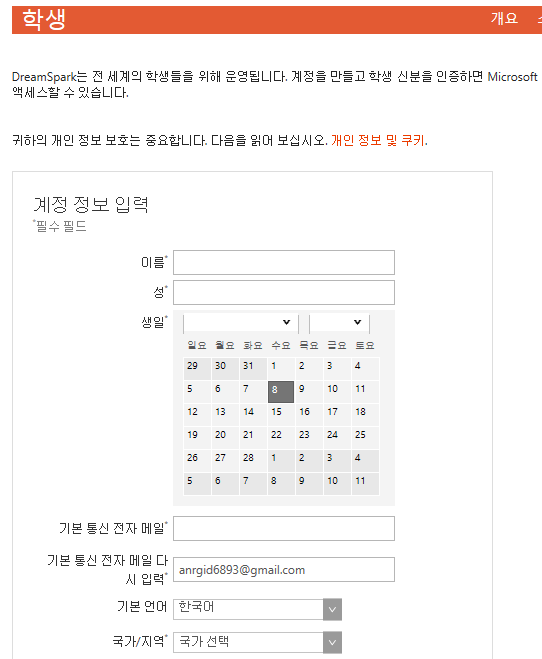 학생 개요
DreamSpark는 전 세계의 학생들을 위해 운영됩니다. 계정을 만들고 학생 신분을 인증하면 Microsoft
액세스할 수 있습니다.
귀하의 개인 정보 보호는 중요합니다. 다음을 읽어 보십시오. 개인 정보 및 쿠키.
계정 정보 입력
*필수 필드
이름*
성*
생일*
일요 월요 화요 수요 목요 금요 토요
29 30 31 1 2 3 4
5 6 7 8 9 10 11
12 13 14 15 16 17 18
19 20 21 22 23 24 25
26 27 28 1 2 3 4
5 6 7 8 9 10 11
기본 통신 전자 메일*
기본 통신 전자 메일 다
시 입력* anrgid6893@gmail.com
기본 언어 한국어
국가/지역* 국가 선택